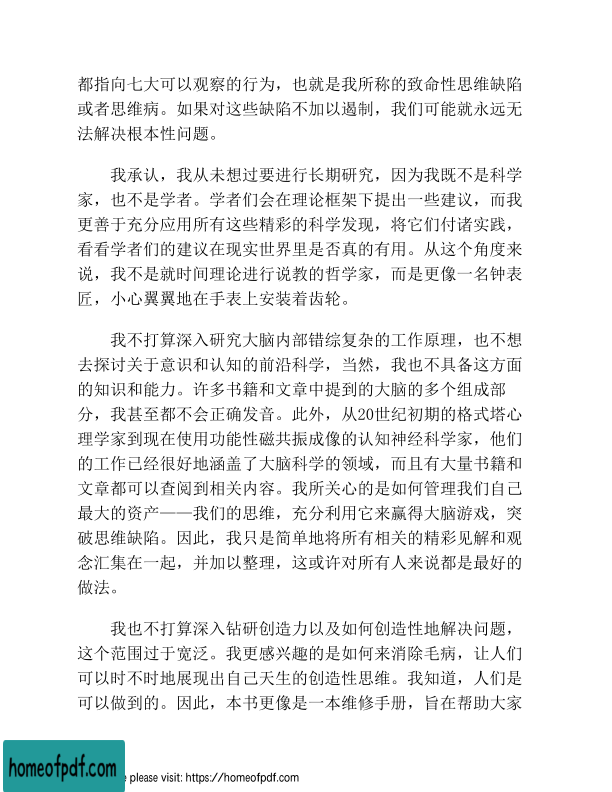 都指向七大可以观察的行为，也就是我所称的致命性思维缺陷
或者思维病。如果对这些缺陷不加以遏制，我们可能就永远无
法解决根本性问题。
我承认，我从未想过要进行长期研究，因为我既不是科学
家，也不是学者。学者们会在理论框架下提出一些建议，而我
更善于充分应用所有这些精彩的科学发现，将它们付诸实践，
看看学者们的建议在现实世界里是否真的有用。从这个角度来
说，我不是就时间理论进行说教的哲学家，而是更像一名钟表
匠，小心翼翼地在手表上安装着齿轮。
我不打算深入研究大脑内部错综复杂的工作原理，也不想
去探讨关于意识和认知的前沿科学，当然，我也不具备这方面
的知识和能力。许多书籍和文章中提到的大脑的多个组成部
分，我甚至都不会正确发音。此外，从20世纪初期的格式塔心
理学家到现在使用功能性磁共振成像的认知神经科学家，他们
的工作已经很好地涵盖了大脑科学的领域，而且有大量书籍和
文章都可以查阅到相关内容。我所关心的是如何管理我们自己
最大的资产——我们的思维，充分利用它来赢得大脑游戏，突
破思维缺陷。因此，我只是简单地将所有相关的精彩见解和观
念汇集在一起，并加以整理，这或许对所有人来说都是最好的
做法。
我也不打算深入钻研创造力以及如何创造性地解决问题，
这个范围过于宽泛。我更感兴趣的是如何来消除毛病，让人们
可以时不时地展现出自己天生的创造性思维。我知道，人们是
可以做到的。因此，本书更像是一本维修手册，旨在帮助大家
homeofpdf.com
please visit: https://homeofpdf.com